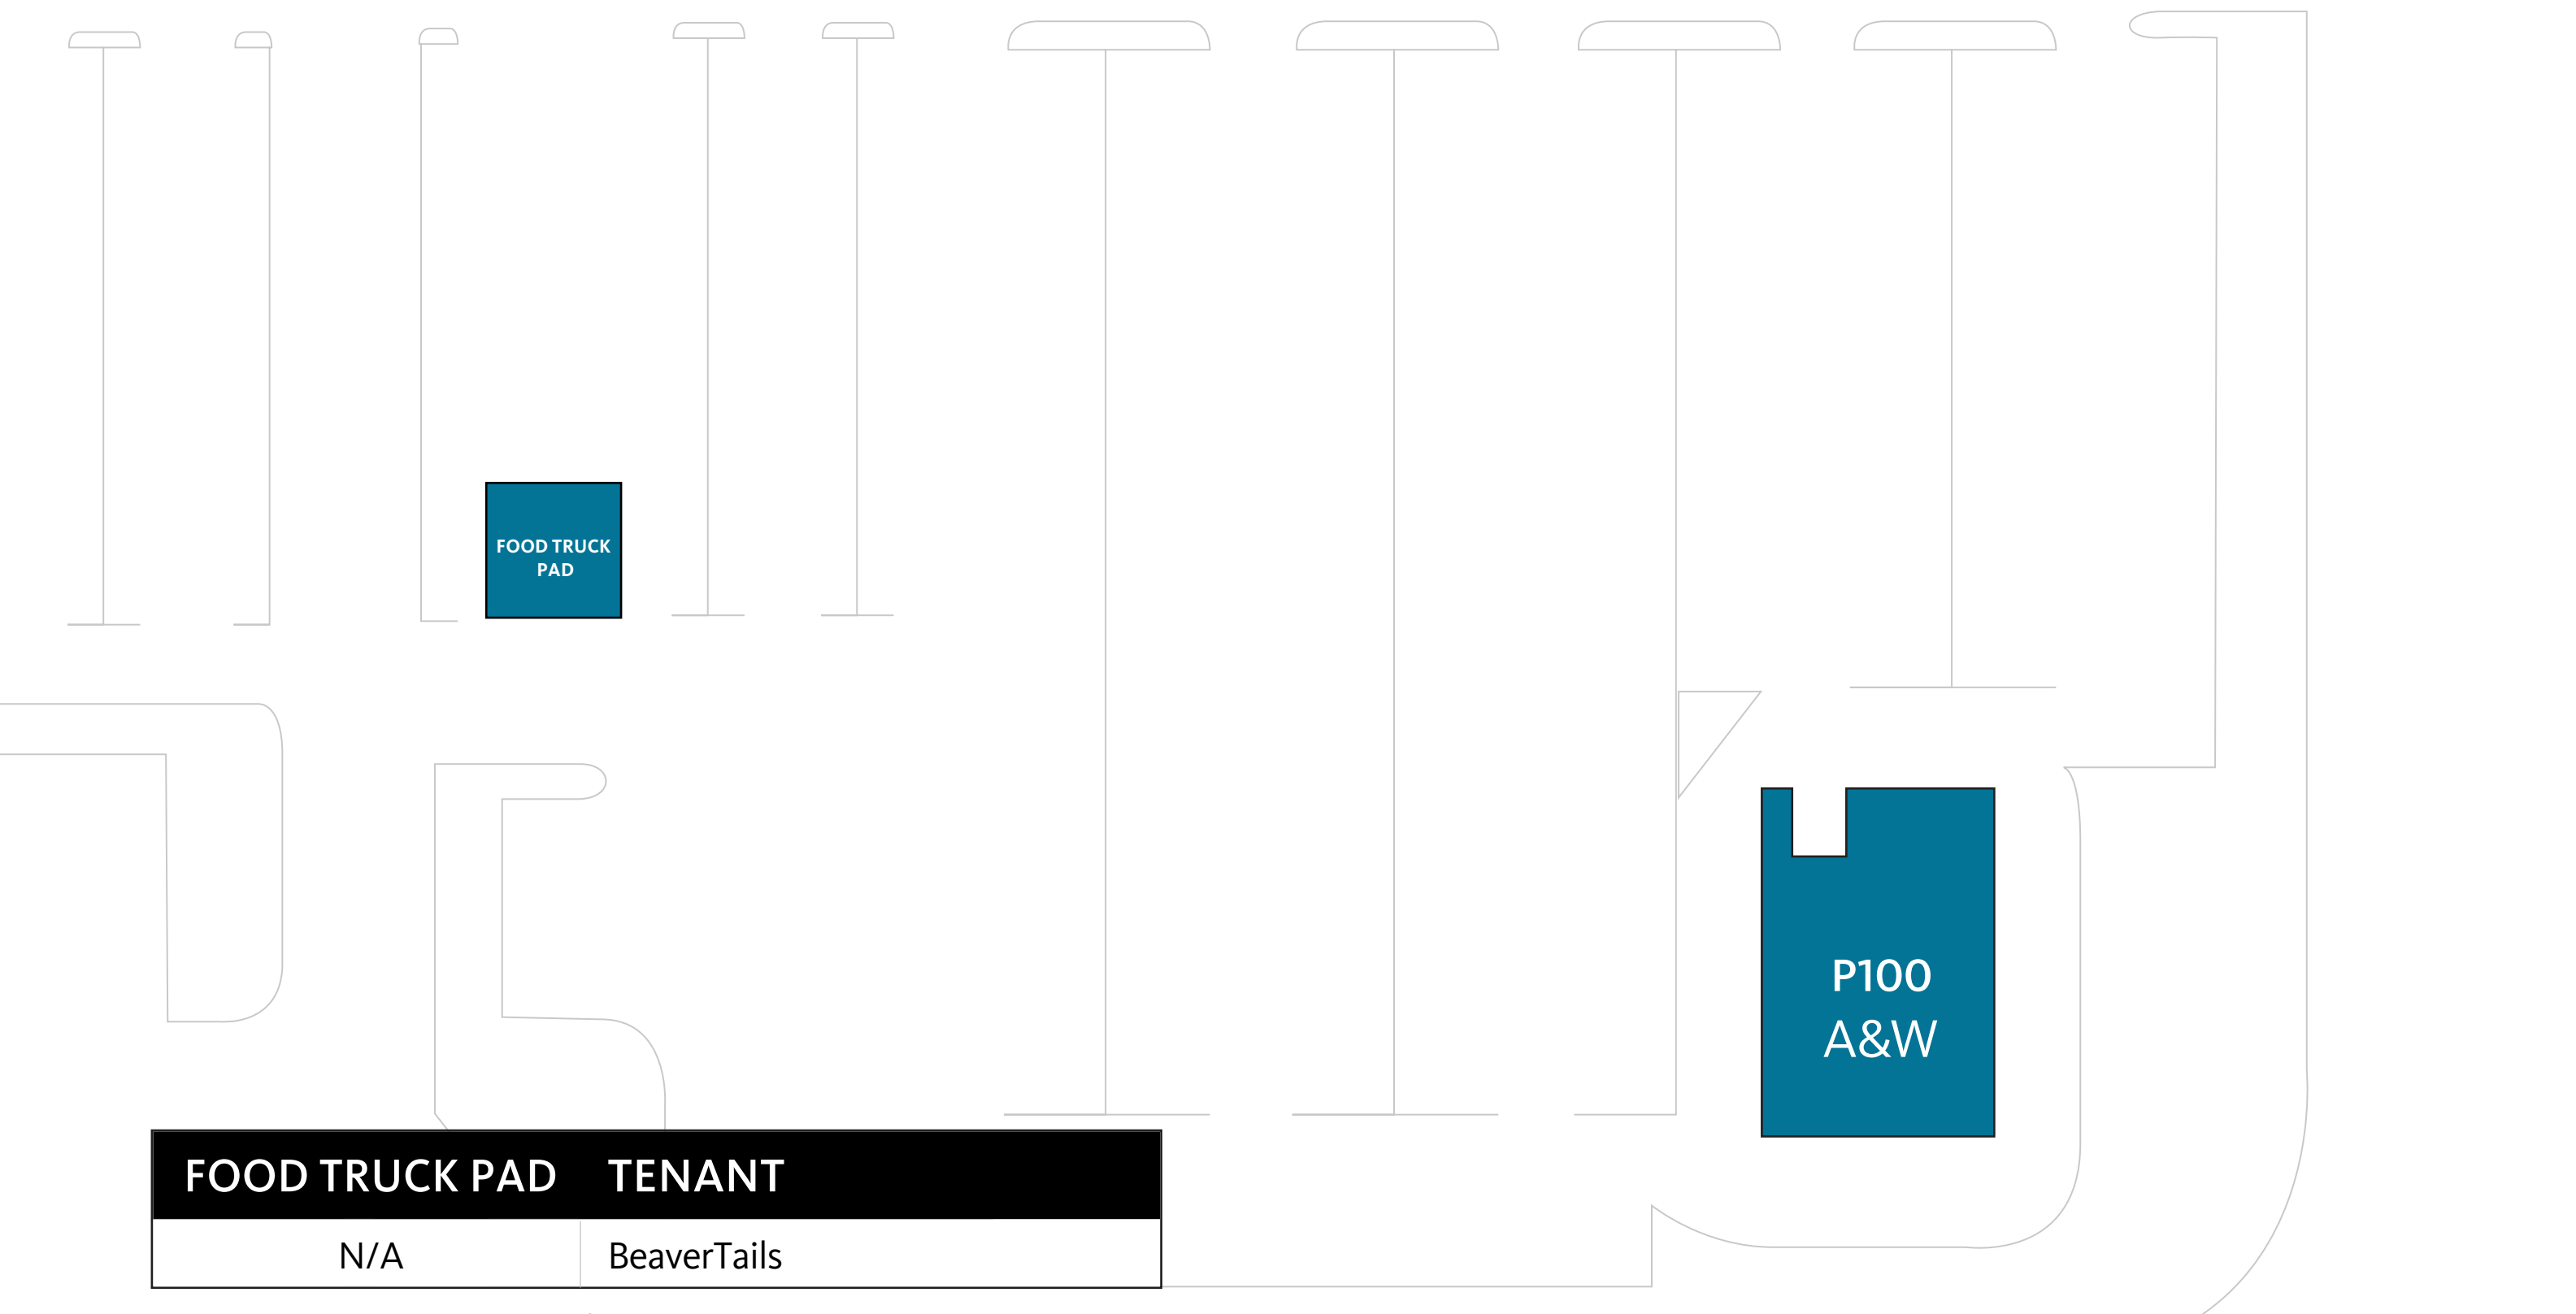 FOOD TRUCK
PAD
P100
A&W
FOOD TRUCK PAD TENANT
N/A BeaverTails